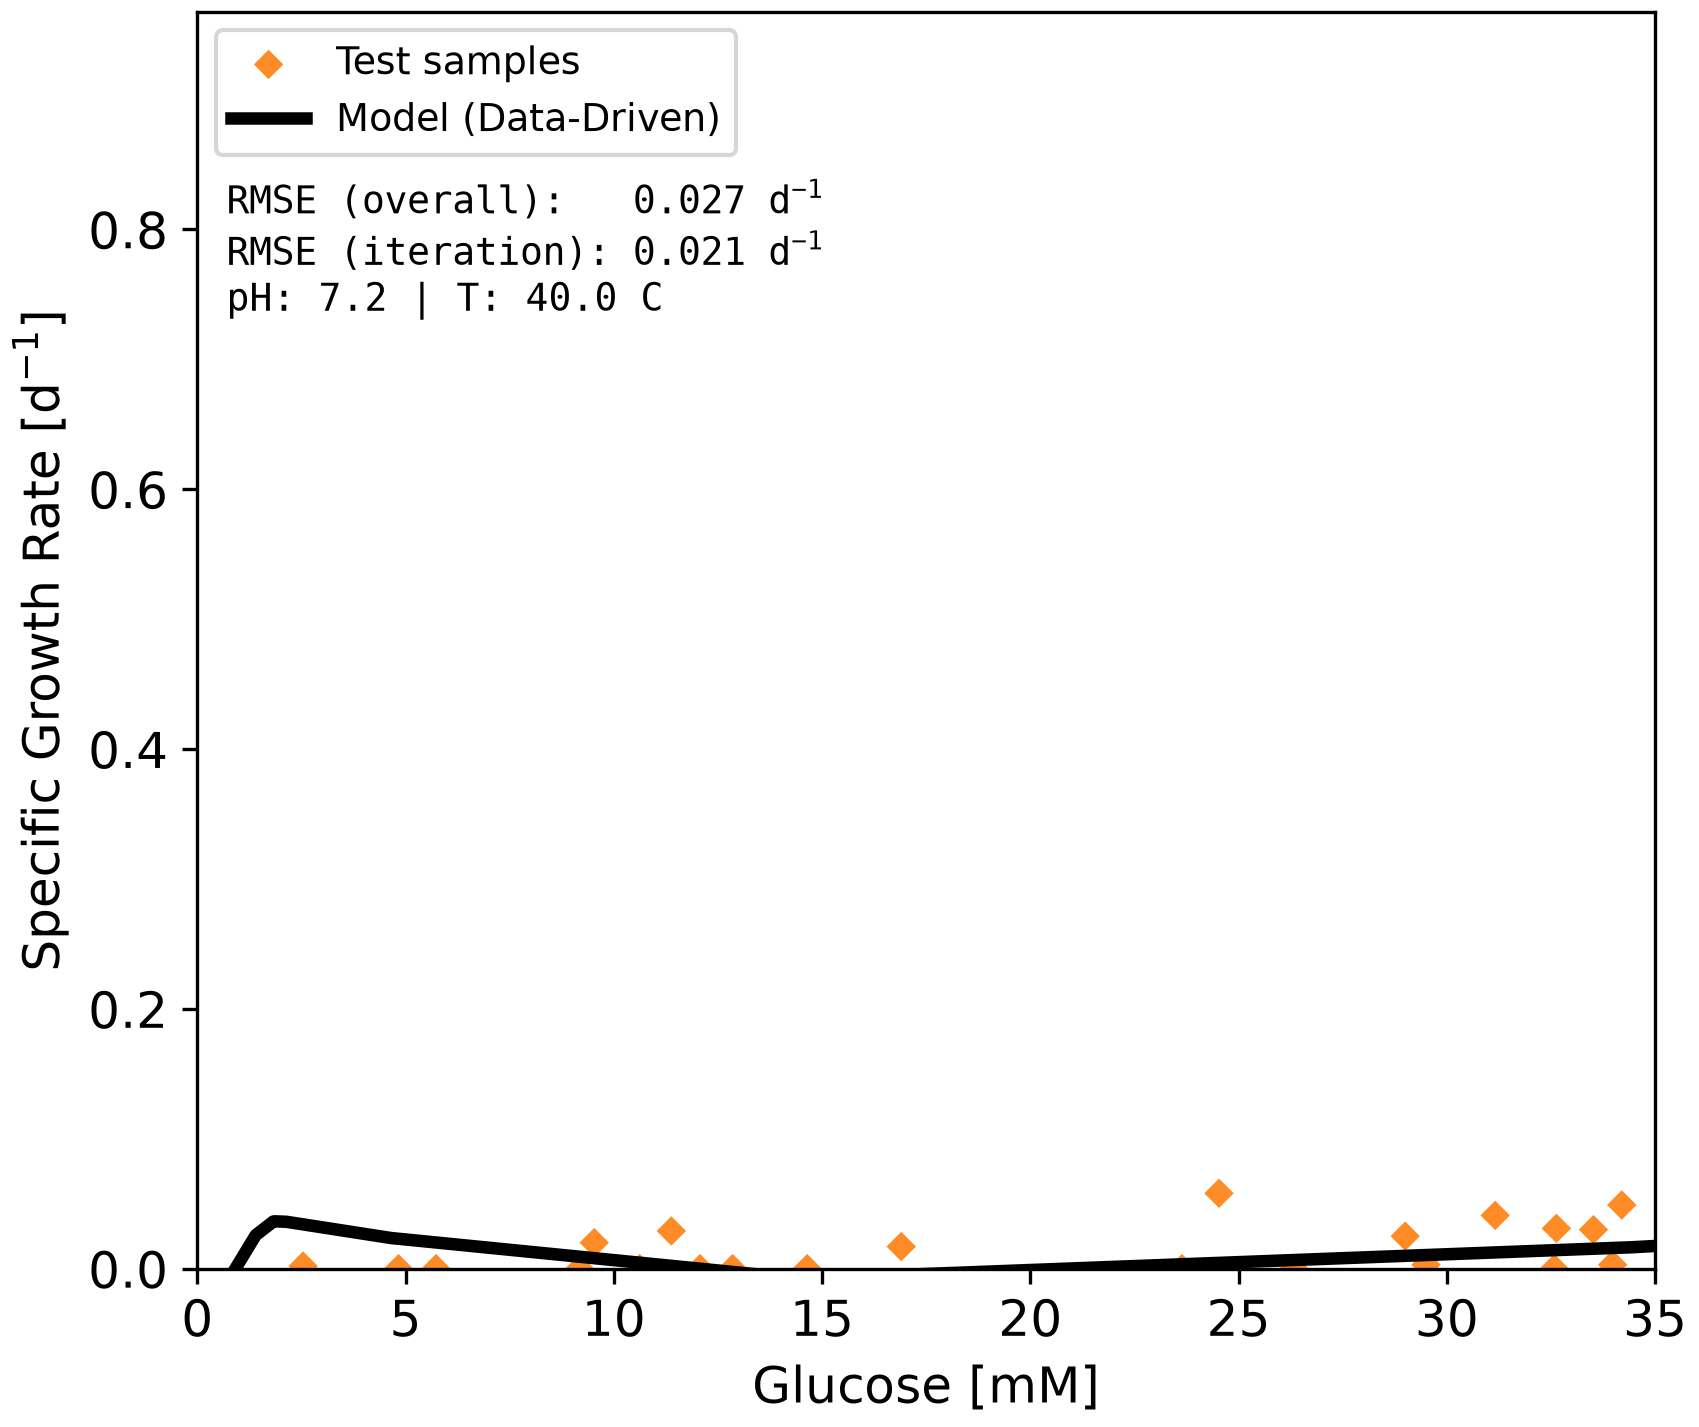 Test samples
Model (Data-Driven)
RMSE (overall):   0.027 d⁻¹
RMSE (iteration): 0.021 d⁻¹
pH: 7.2 | T: 40.0 C
Specific Growth Rate [d⁻¹]
0.8
0.6
0.4
0.2
0.0
0 5 10 15 20 25 30 35
Glucose [mM]